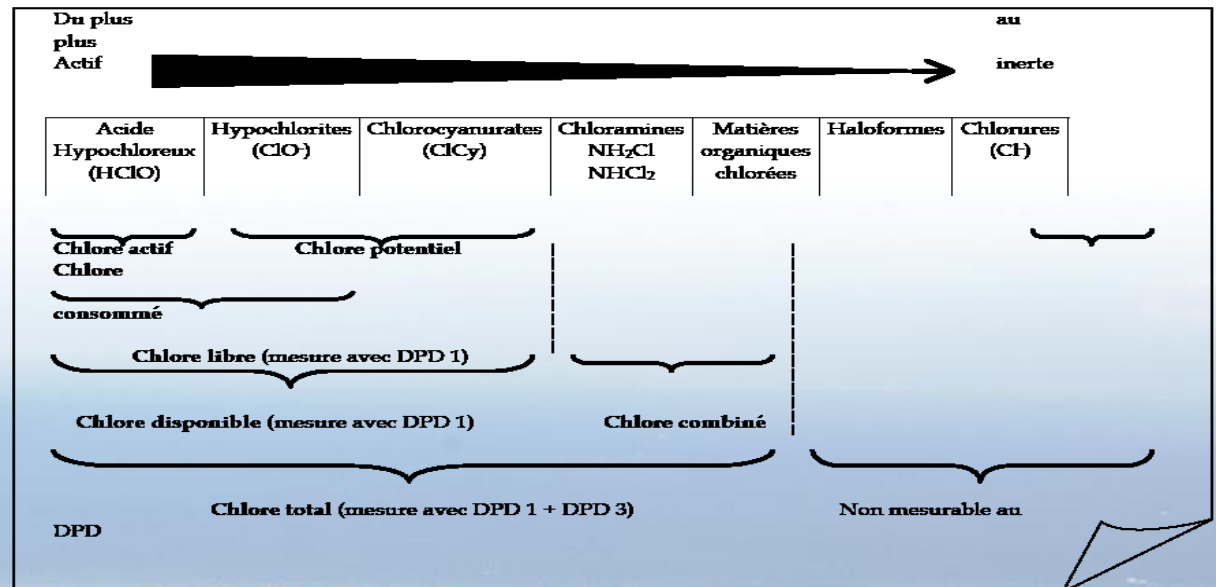 Du plus au
plus
Actif inerte
Acide Hypochlorites Chlorocyanurates Chloramines Matières Haloformes Chlorures
Hypochloreux (ClO-) (ClCy) NH₂Cl organiques (Cl-)
(HClO) NHCl₂ chlorées
Chlore actif Chlore potentiel
Chlore
consommé
Chlore libre (mesure avec DPD 1)
Chlore disponible (mesure avec DPD 1) Chlore combiné
Chlore total (mesure avec DPD 1 + DPD 3) Non mesurable au
DPD